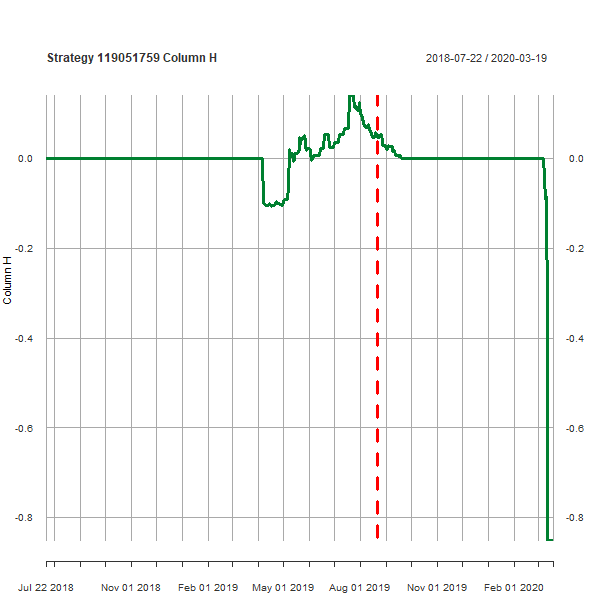 Strategy 119051759 Column H
2018-07-22 / 2020-03-19
0.0
0.0
-0.2
-0.2
Column H
-0.4
-0.4
-0.6
-0.6
-0.8
-0.8
Jul 22 2018
Nov 01 2018
Feb 01 2019
May 01 2019
Aug 01 2019
Nov 01 2019
Feb 01 2020